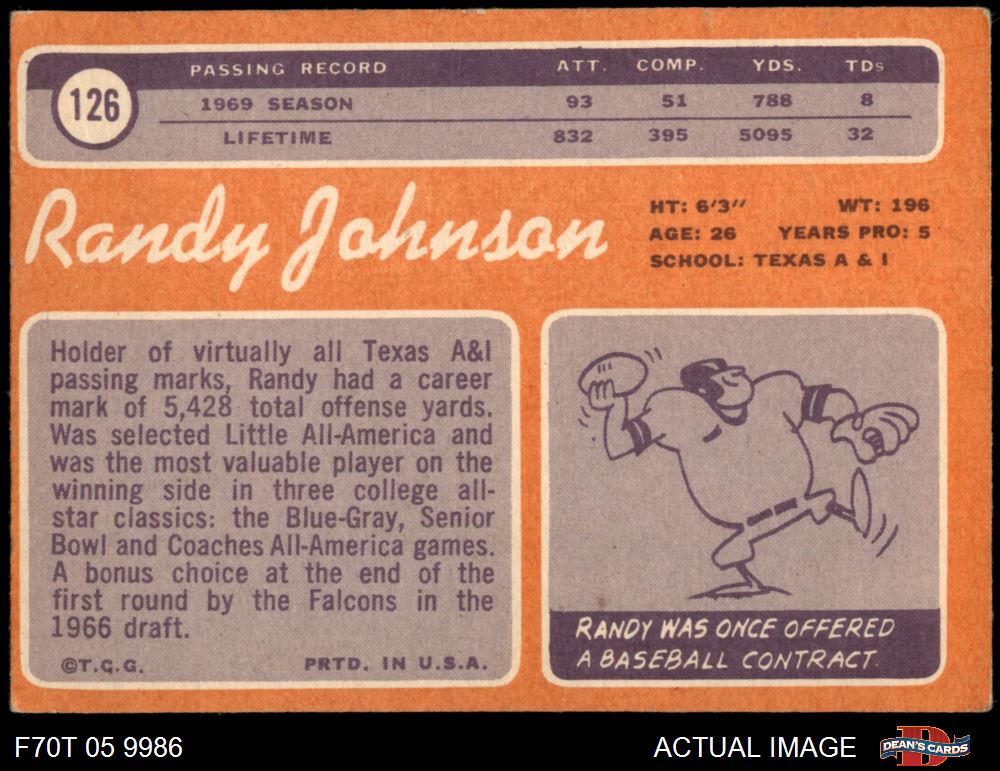 126
PASSING RECORD ATT. COMP. YDS. TDs
1969 SEASON 93 51 788 8
LIFETIME 832 395 5095 32
Randy Johnson
HT: 6'3" WT: 196
AGE: 26 YEARS PRO: 5
SCHOOL: TEXAS A & I
Holder of virtually all Texas A&I
passing marks, Randy had a career
mark of 5,428 total offense yards.
Was selected Little All-America and
was the most valuable player on the
winning side in three college all-
star classics: the Blue-Gray, Senior
Bowl and Coaches All-America games.
A bonus choice at the end of the
first round by the Falcons in the
1966 draft.
©T.C.G. PRTD. IN U.S.A.
RANDY WAS ONCE OFFERED
A BASEBALL CONTRACT.
F70T 05 9986
ACTUAL IMAGE
D
DEAN'S CARDS